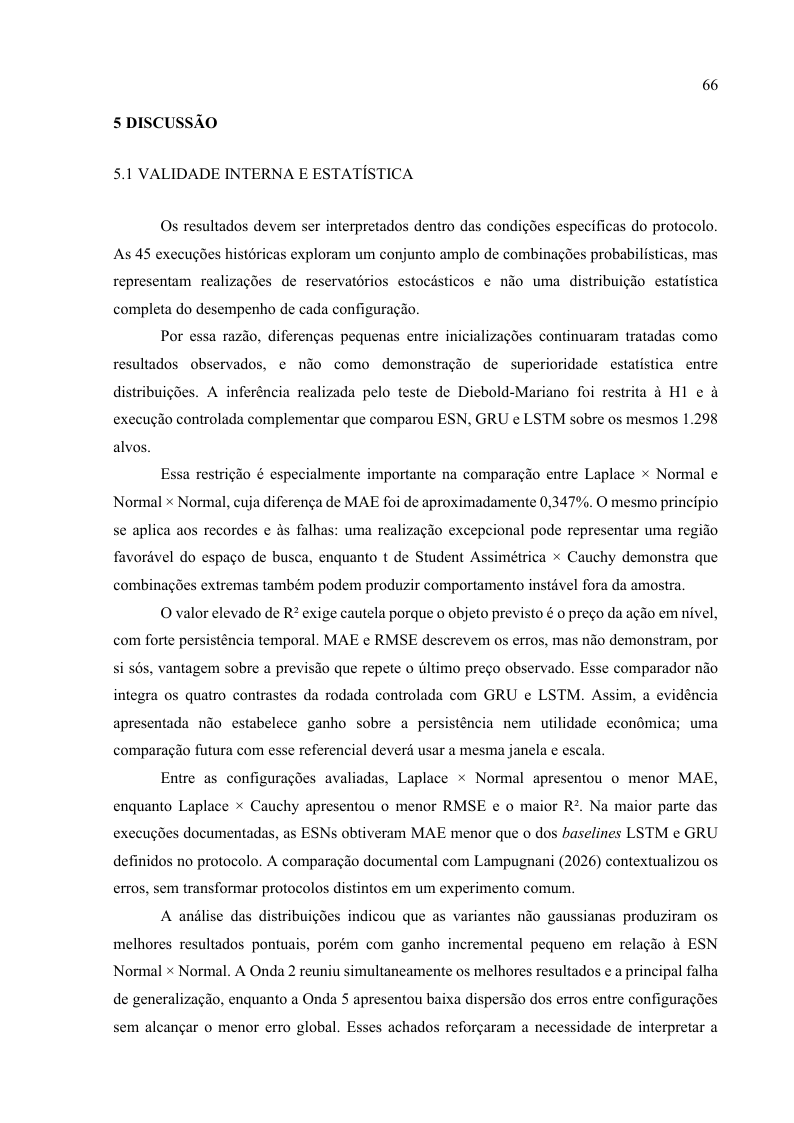 66
5 DISCUSSÃO
5.1 VALIDADE INTERNA E ESTATÍSTICA
Os resultados devem ser interpretados dentro das condições específicas do protocolo.
As 45 execuções históricas exploram um conjunto amplo de combinações probabilísticas, mas
representam realizações de reservatórios estocásticos e não uma distribuição estatística
completa do desempenho de cada configuração.
Por essa razão, diferenças pequenas entre inicializações continuaram tratadas como
resultados observados, e não como demonstração de superioridade estatística entre
distribuições. A inferência realizada pelo teste de Diebold-Mariano foi restrita à H1 e à
execução controlada complementar que comparou ESN, GRU e LSTM sobre os mesmos 1.298
alvos.
Essa restrição é especialmente importante na comparação entre Laplace × Normal e
Normal × Normal, cuja diferença de MAE foi de aproximadamente 0,347%. O mesmo princípio
se aplica aos recordes e às falhas: uma realização excepcional pode representar uma região
favorável do espaço de busca, enquanto t de Student Assimétrica × Cauchy demonstra que
combinações extremas também podem produzir comportamento instável fora da amostra.
O valor elevado de R² exige cautela porque o objeto previsto é o preço da ação em nível,
com forte persistência temporal. MAE e RMSE descrevem os erros, mas não demonstram, por
si sós, vantagem sobre a previsão que repete o último preço observado. Esse comparador não
integra os quatro contrastes da rodada controlada com GRU e LSTM. Assim, a evidência
apresentada não estabelece ganho sobre a persistência nem utilidade econômica; uma
comparação futura com esse referencial deverá usar a mesma janela e escala.
Entre as configurações avaliadas, Laplace × Normal apresentou o menor MAE,
enquanto Laplace × Cauchy apresentou o menor RMSE e o maior R². Na maior parte das
execuções documentadas, as ESNs obtiveram MAE menor que o dos baselines LSTM e GRU
definidos no protocolo. A comparação documental com Lampugnani (2026) contextualizou os
erros, sem transformar protocolos distintos em um experimento comum.
A análise das distribuições indicou que as variantes não gaussianas produziram os
melhores resultados pontuais, porém com ganho incremental pequeno em relação à ESN
Normal × Normal. A Onda 2 reuniu simultaneamente os melhores resultados e a principal falha
de generalização, enquanto a Onda 5 apresentou baixa dispersão dos erros entre configurações
sem alcançar o menor erro global. Esses achados reforçaram a necessidade de interpretar a